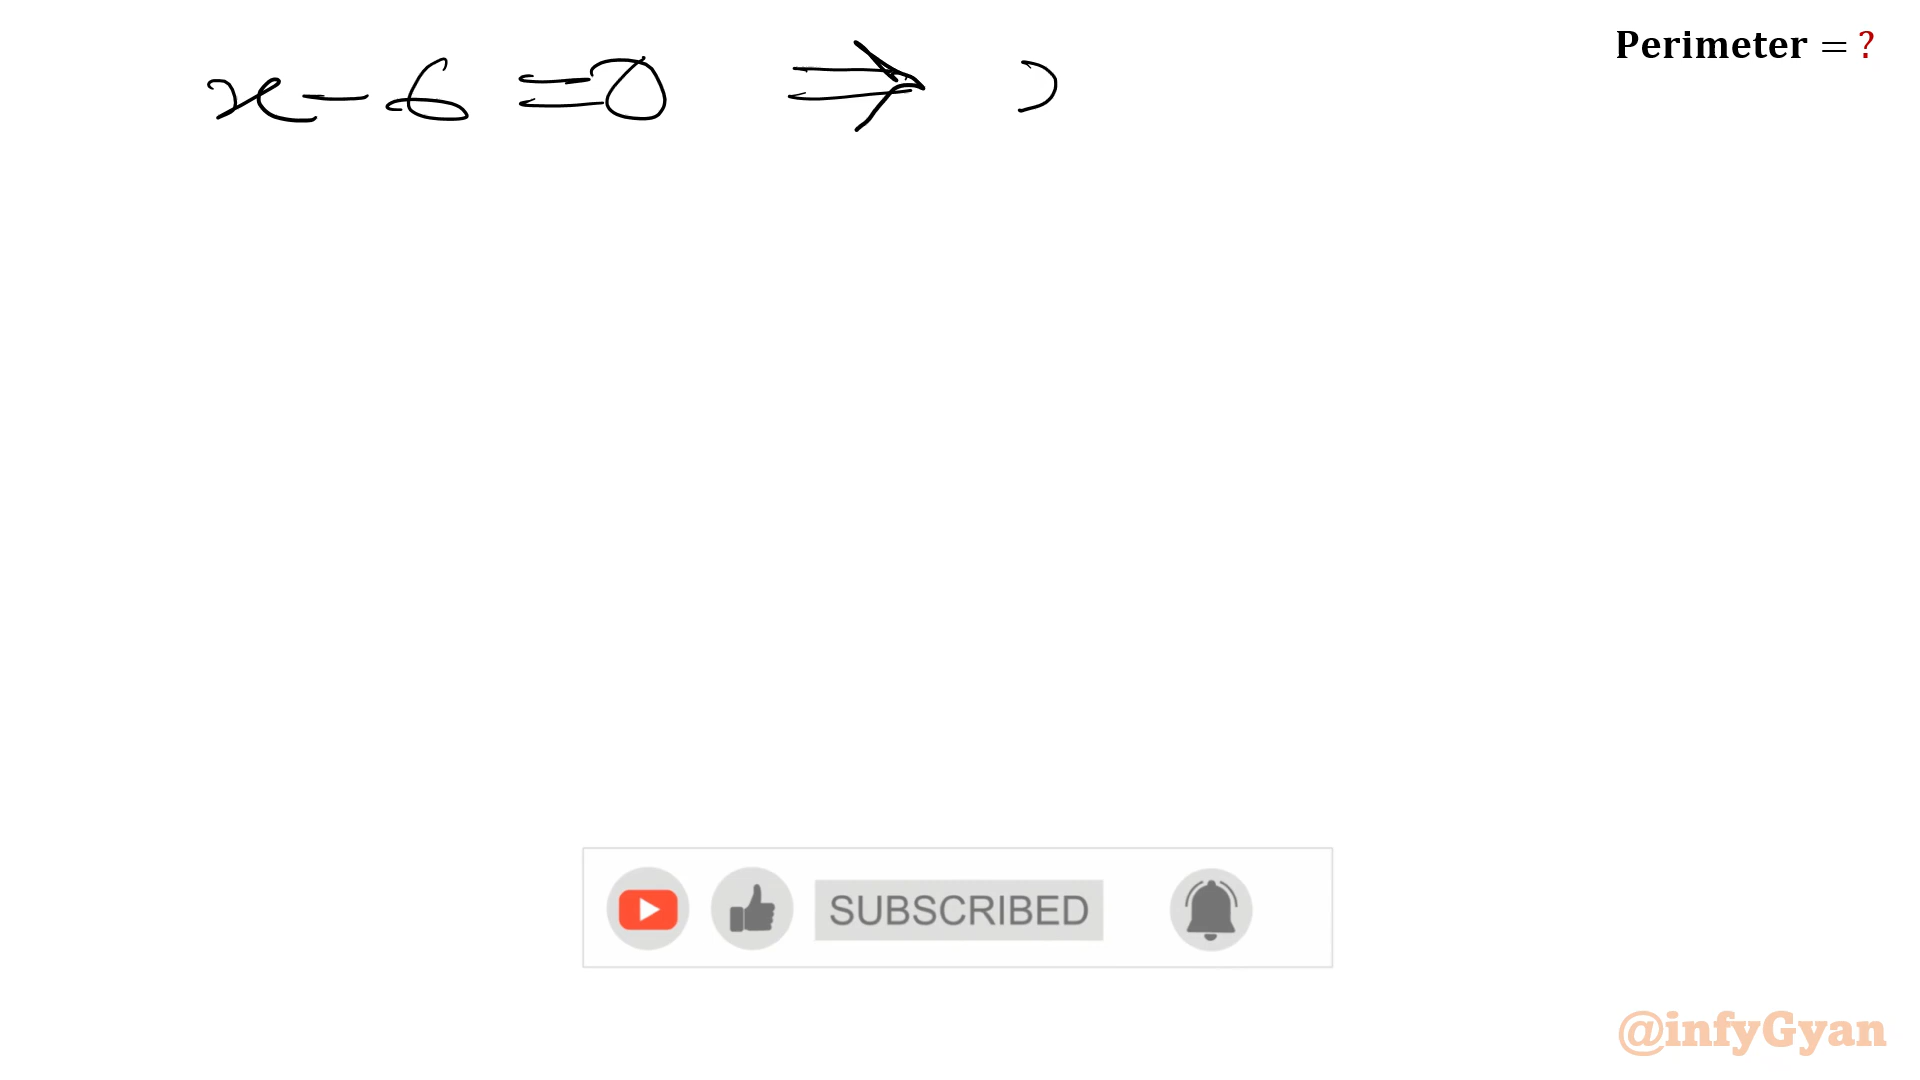 Perimeter = ?
x - 6 = 0 ⇒
SUBSCRIBED
@infyGyan